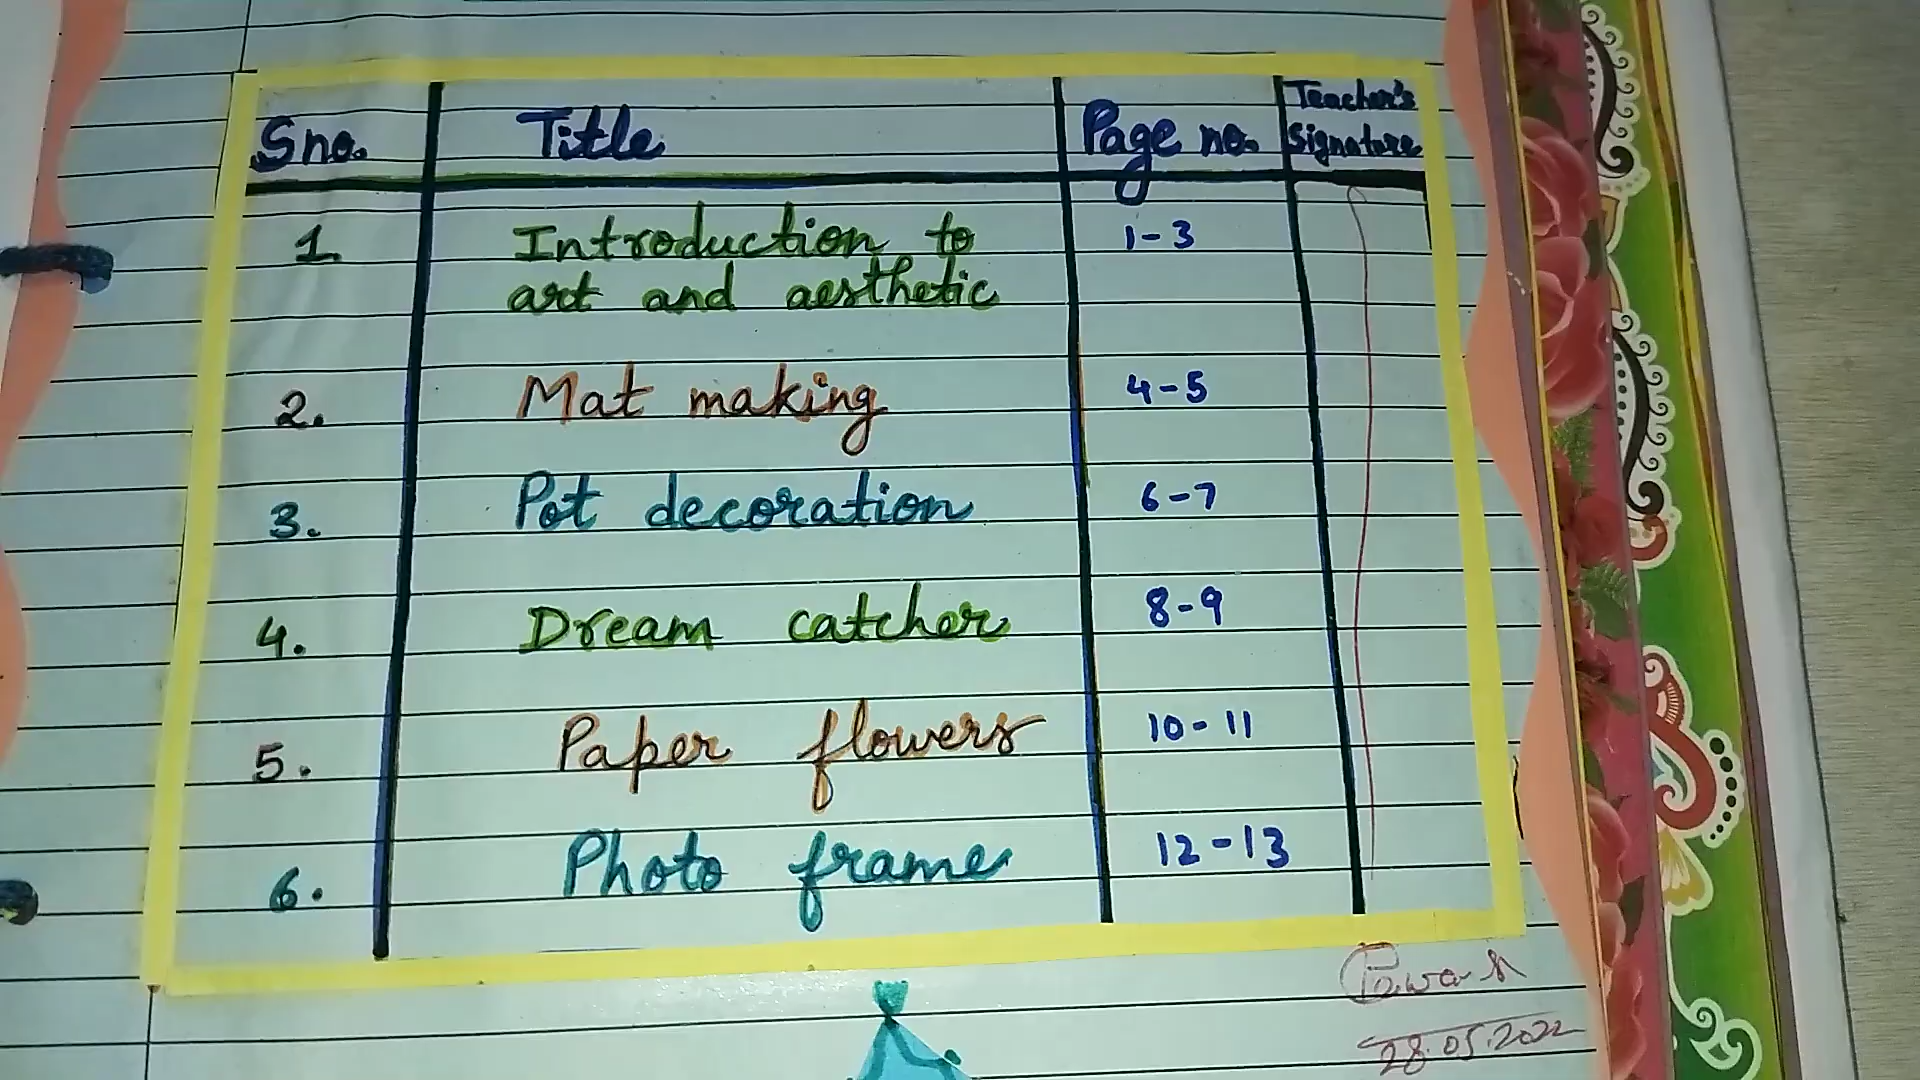 Sno. Title Page no. Teacher's Signature
1. Introduction to art and aesthetic 1-3
2. Mat making 4-5
3. Pot decoration 6-7
4. Dream catcher 8-9
5. Paper flowers 10-11
6. Photo frame 12-13
28.05.2022